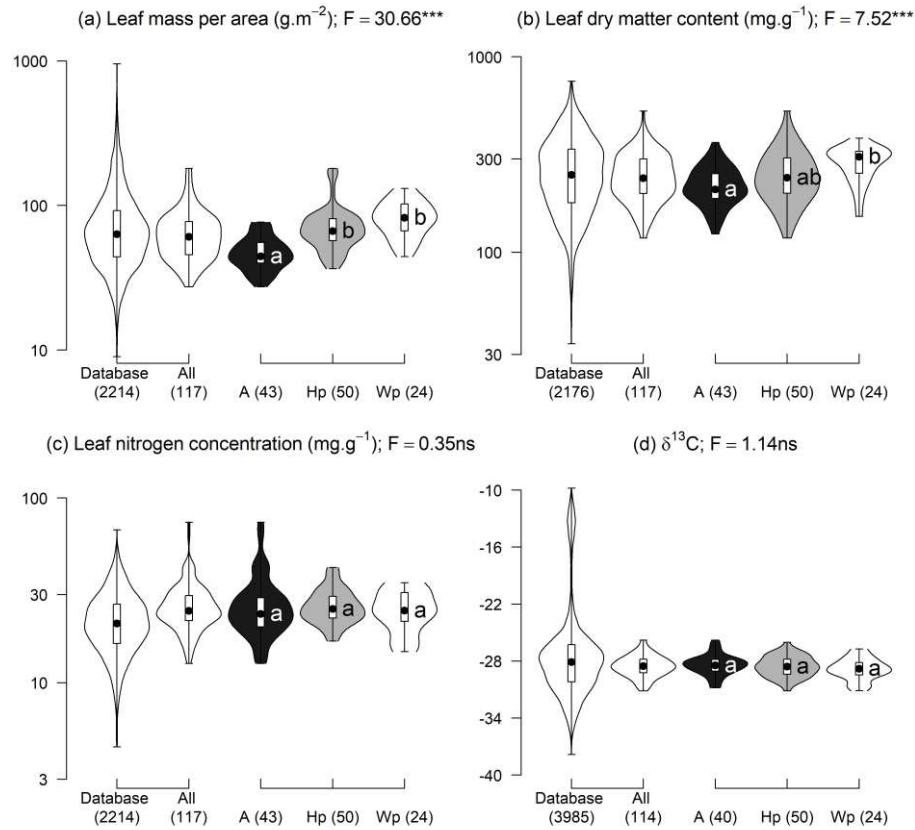 (a) Leaf mass per area (g.m⁻²); F = 30.66***
1000
100
10
a
b
b
Database
(2214)
All
(117)
A (43)
Hp (50)
Wp (24)
(b) Leaf dry matter content (mg.g⁻¹); F = 7.52***
1000
300
100
30
a
ab
b
Database
(2176)
All
(117)
A (43)
Hp (50)
Wp (24)
(c) Leaf nitrogen concentration (mg.g⁻¹); F = 0.35ns
100
30
10
3
a
a
a
Database
(2214)
All
(117)
A (43)
Hp (50)
Wp (24)
(d) δ¹³C; F = 1.14ns
-10
-16
-22
-28
-34
-40
a
a
a
Database
(3985)
All
(114)
A (40)
Hp (50)
Wp (24)